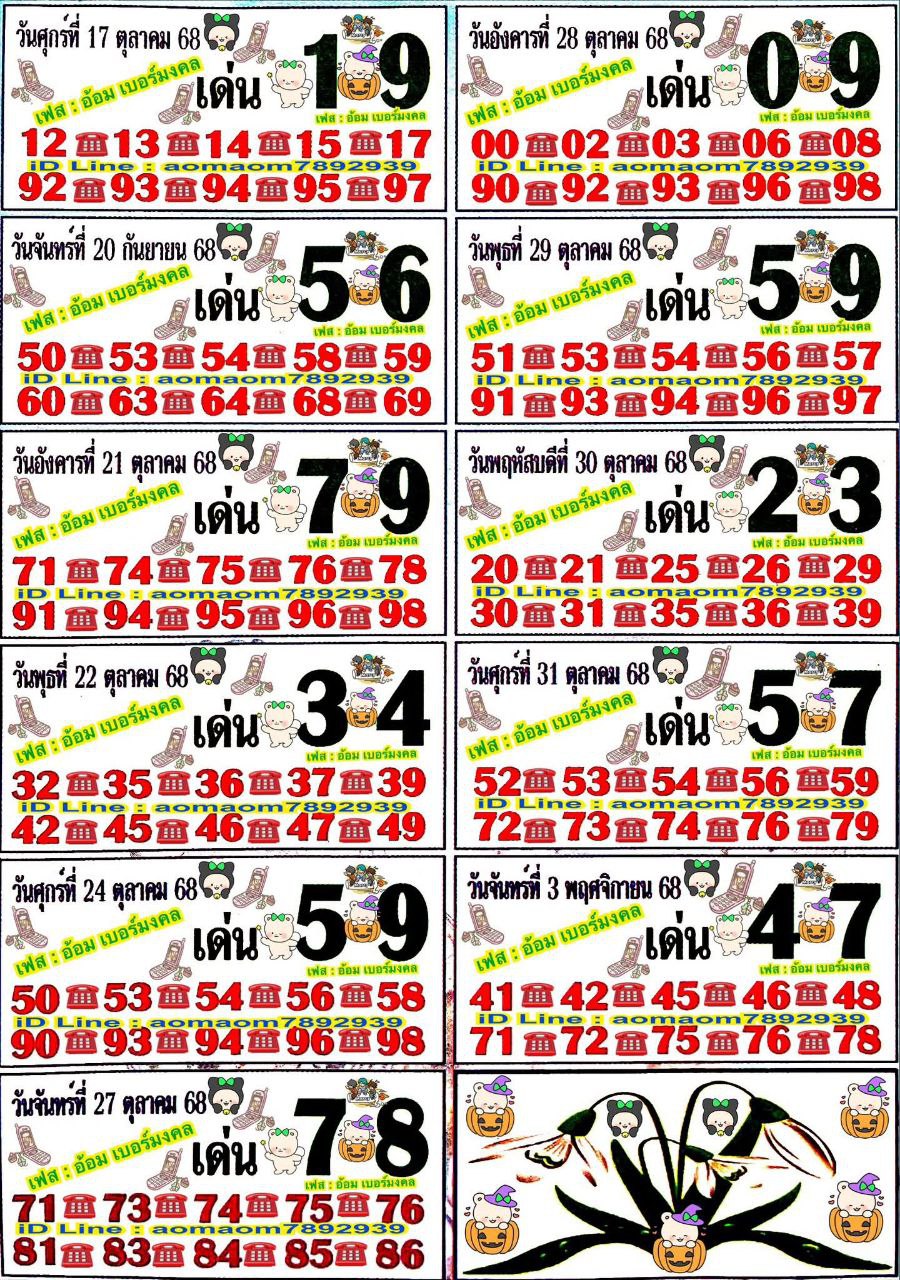 วันศุกร์ที่ 17 ตุลาคม 68
เฟส : อ้อม เบอร์มงคล
เด่น 1 9
เฟส : อ้อม เบอร์มงคล
12 13 14 15 17
iD Line : aomaom7892939
92 93 94 95 97
วันอังคารที่ 28 ตุลาคม 68
เฟส : อ้อม เบอร์มงคล
เด่น 0 9
เฟส : อ้อม เบอร์มงคล
00 02 03 06 08
iD Line : aomaom7892939
90 92 93 96 98
วันจันทร์ที่ 20 กันยายน 68
เฟส : อ้อม เบอร์มงคล
เด่น 5 6
เฟส : อ้อม เบอร์มงคล
50 53 54 58 59
iD Line : aomaom7892939
60 63 64 68 69
วันพุธที่ 29 ตุลาคม 68
เฟส : อ้อม เบอร์มงคล
เด่น 5 9
เฟส : อ้อม เบอร์มงคล
51 53 54 56 57
iD Line : aomaom7892939
91 93 94 96 97
วันอังคารที่ 21 ตุลาคม 68
เฟส : อ้อม เบอร์มงคล
เด่น 7 9
เฟส : อ้อม เบอร์มงคล
71 74 75 76 78
iD Line : aomaom7892939
91 94 95 96 98
วันพฤหัสบดีที่ 30 ตุลาคม 68
เฟส : อ้อม เบอร์มงคล
เด่น 2 3
เฟส : อ้อม เบอร์มงคล
20 21 25 26 29
iD Line : aomaom7892939
30 31 35 36 39
วันพุธที่ 22 ตุลาคม 68
เฟส : อ้อม เบอร์มงคล
เด่น 3 4
32 35 36 37 39
iD Line : aomaom7892939
42 45 46 47 49
วันศุกร์ที่ 31 ตุลาคม 68
เฟส : อ้อม เบอร์มงคล
เด่น 5 7
เฟส : อ้อม เบอร์มงคล
52 53 54 56 59
iD Line : aomaom7892939
72 73 74 76 79
วันศุกร์ที่ 24 ตุลาคม 68
เฟส : อ้อม เบอร์มงคล
เด่น 5 9
เฟส : อ้อม เบอร์มงคล
50 53 54 56 58
iD Line : aomaom7892939
90 93 94 96 98
วันจันทร์ที่ 3 พฤศจิกายน 68
เฟส : อ้อม เบอร์มงคล
เด่น 4 7
เฟส : อ้อม เบอร์มงคล
41 42 45 46 48
iD Line : aomaom7892939
71 72 75 76 78
วันจันทร์ที่ 27 ตุลาคม 68
เฟส : อ้อม เบอร์มงคล
เด่น 7 8
เฟส : อ้อม เบอร์มงคล
71 73 74 75 76
iD Line : aomaom7892939
81 83 84 85 86